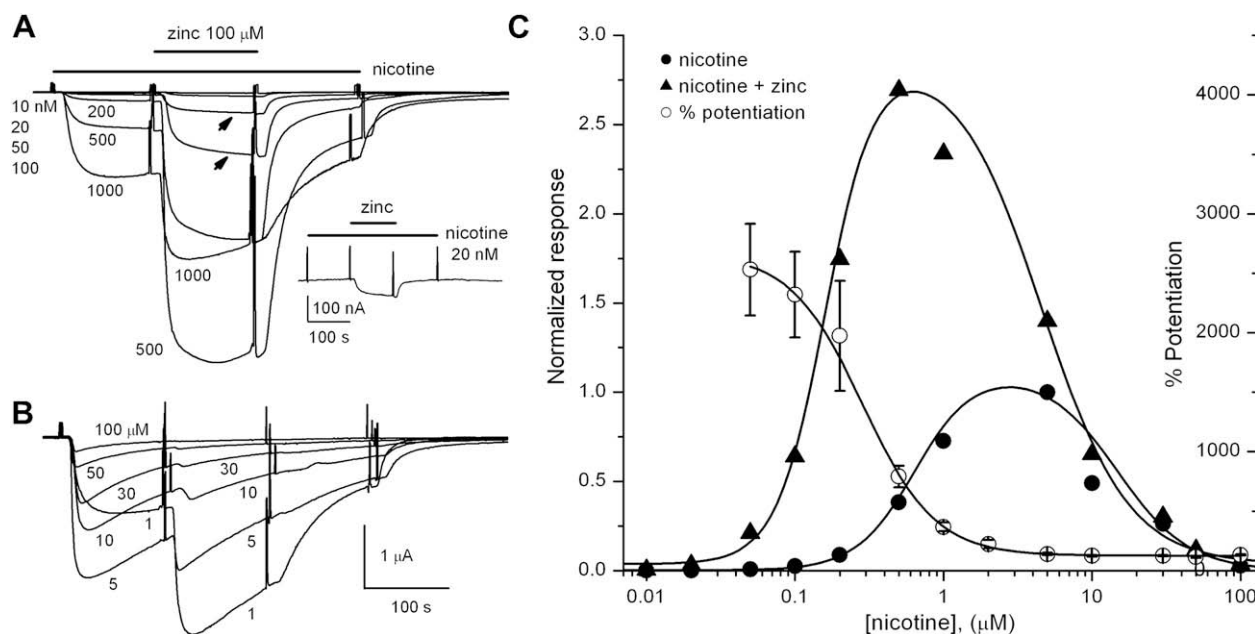 A
zinc 100 μM
nicotine
10 nM
20
50
100
200
500
1000
1000
500
zinc
nicotine
20 nM
100 nA
100 s
B
100 μM
50
30
10
5
1
30
10
5
1
1 μA
100 s
C
nicotine
nicotine + zinc
% potentiation
Normalized response
3.0
2.5
2.0
1.5
1.0
0.5
0.0
% Potentiation
4000
3000
2000
1000
0
0.01
0.1
1
10
100
[nicotine], (μM)